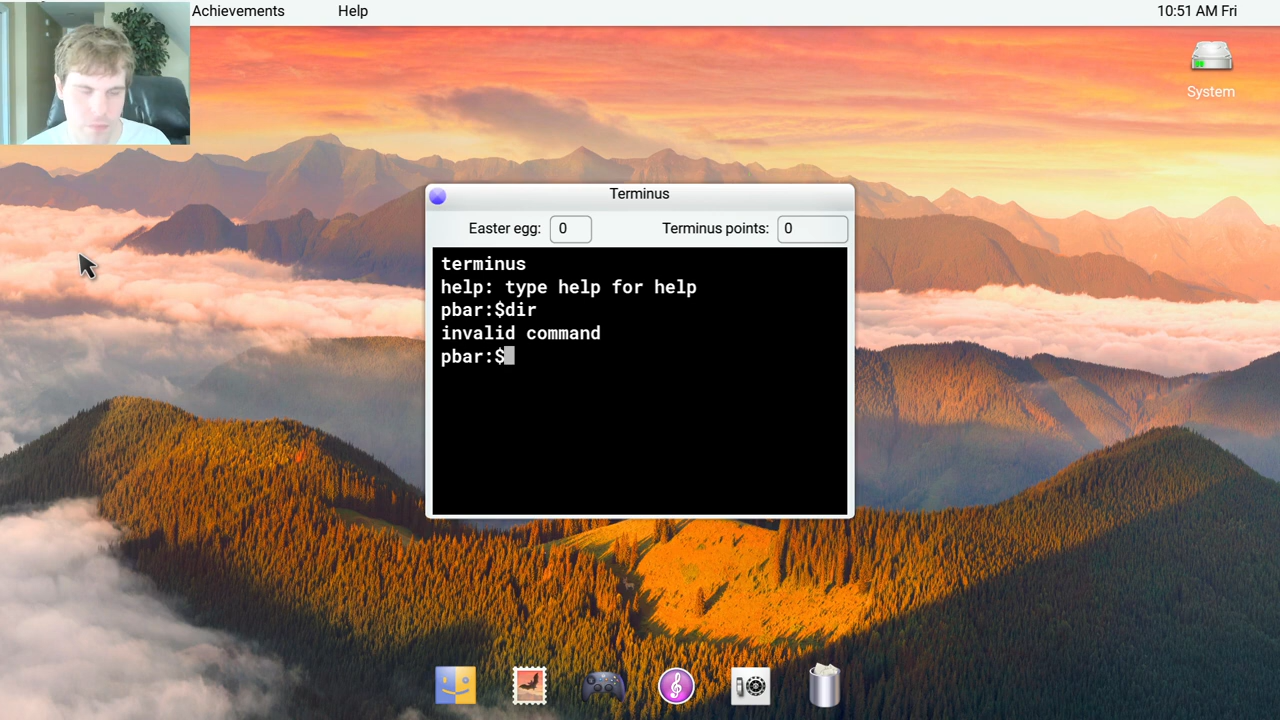 Achievements Help 10:51 AM Fri
System
Terminus
Easter egg: 0 Terminus points: 0
terminus
help: type help for help
pbar:$dir
invalid command
pbar:$